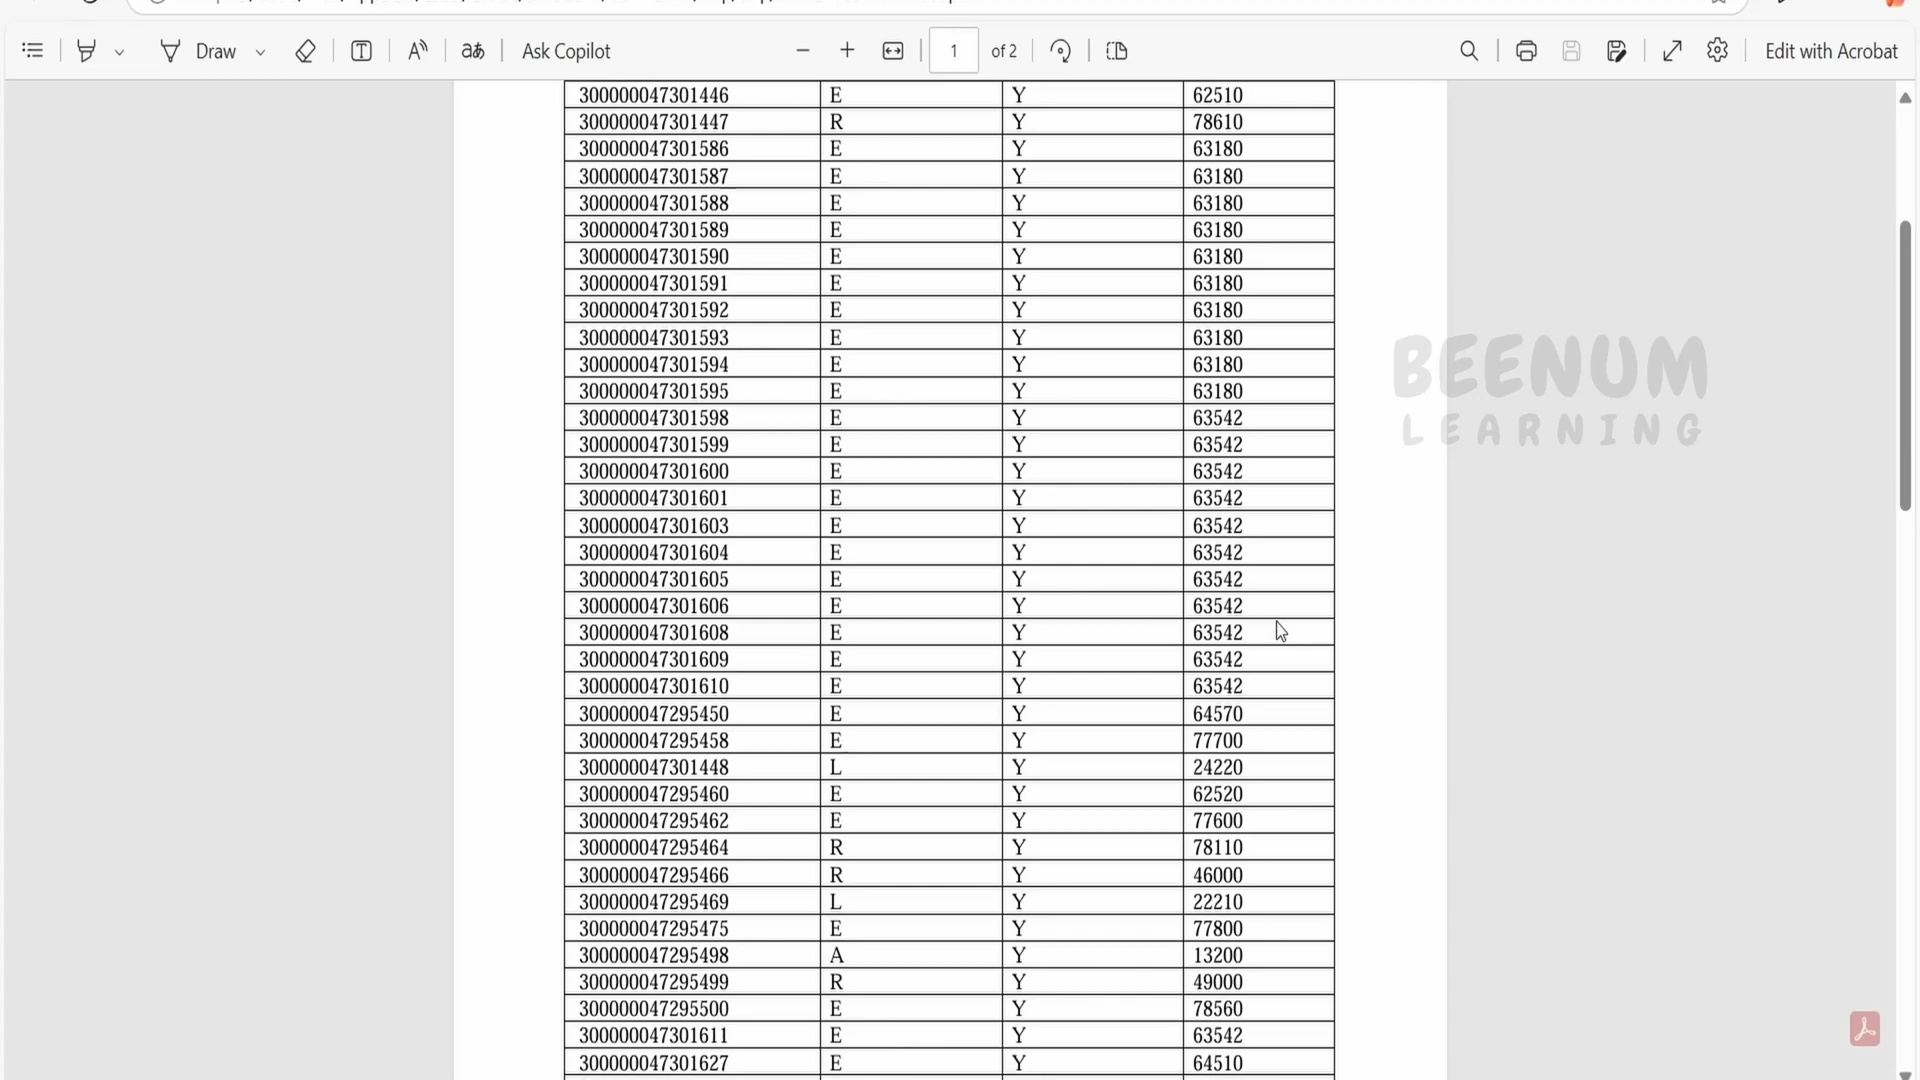 Draw
aあ
Ask Copilot
1 of 2
Edit with Acrobat
300000047301446 E Y 62510
300000047301447 R Y 78610
300000047301586 E Y 63180
300000047301587 E Y 63180
300000047301588 E Y 63180
300000047301589 E Y 63180
300000047301590 E Y 63180
300000047301591 E Y 63180
300000047301592 E Y 63180
300000047301593 E Y 63180
300000047301594 E Y 63180
300000047301595 E Y 63180
300000047301598 E Y 63542
300000047301599 E Y 63542
300000047301600 E Y 63542
300000047301601 E Y 63542
300000047301603 E Y 63542
300000047301604 E Y 63542
300000047301605 E Y 63542
300000047301606 E Y 63542
300000047301608 E Y 63542
300000047301609 E Y 63542
300000047301610 E Y 63542
300000047295450 E Y 64570
300000047295458 E Y 77700
300000047301448 L Y 24220
300000047295460 E Y 62520
300000047295462 E Y 77600
300000047295464 R Y 78110
300000047295466 R Y 46000
300000047295469 L Y 22210
300000047295475 E Y 77800
300000047295498 A Y 13200
300000047295499 R Y 49000
300000047295500 E Y 78560
300000047301611 E Y 63542
300000047301627 E Y 64510
BEENUM
LEARNING